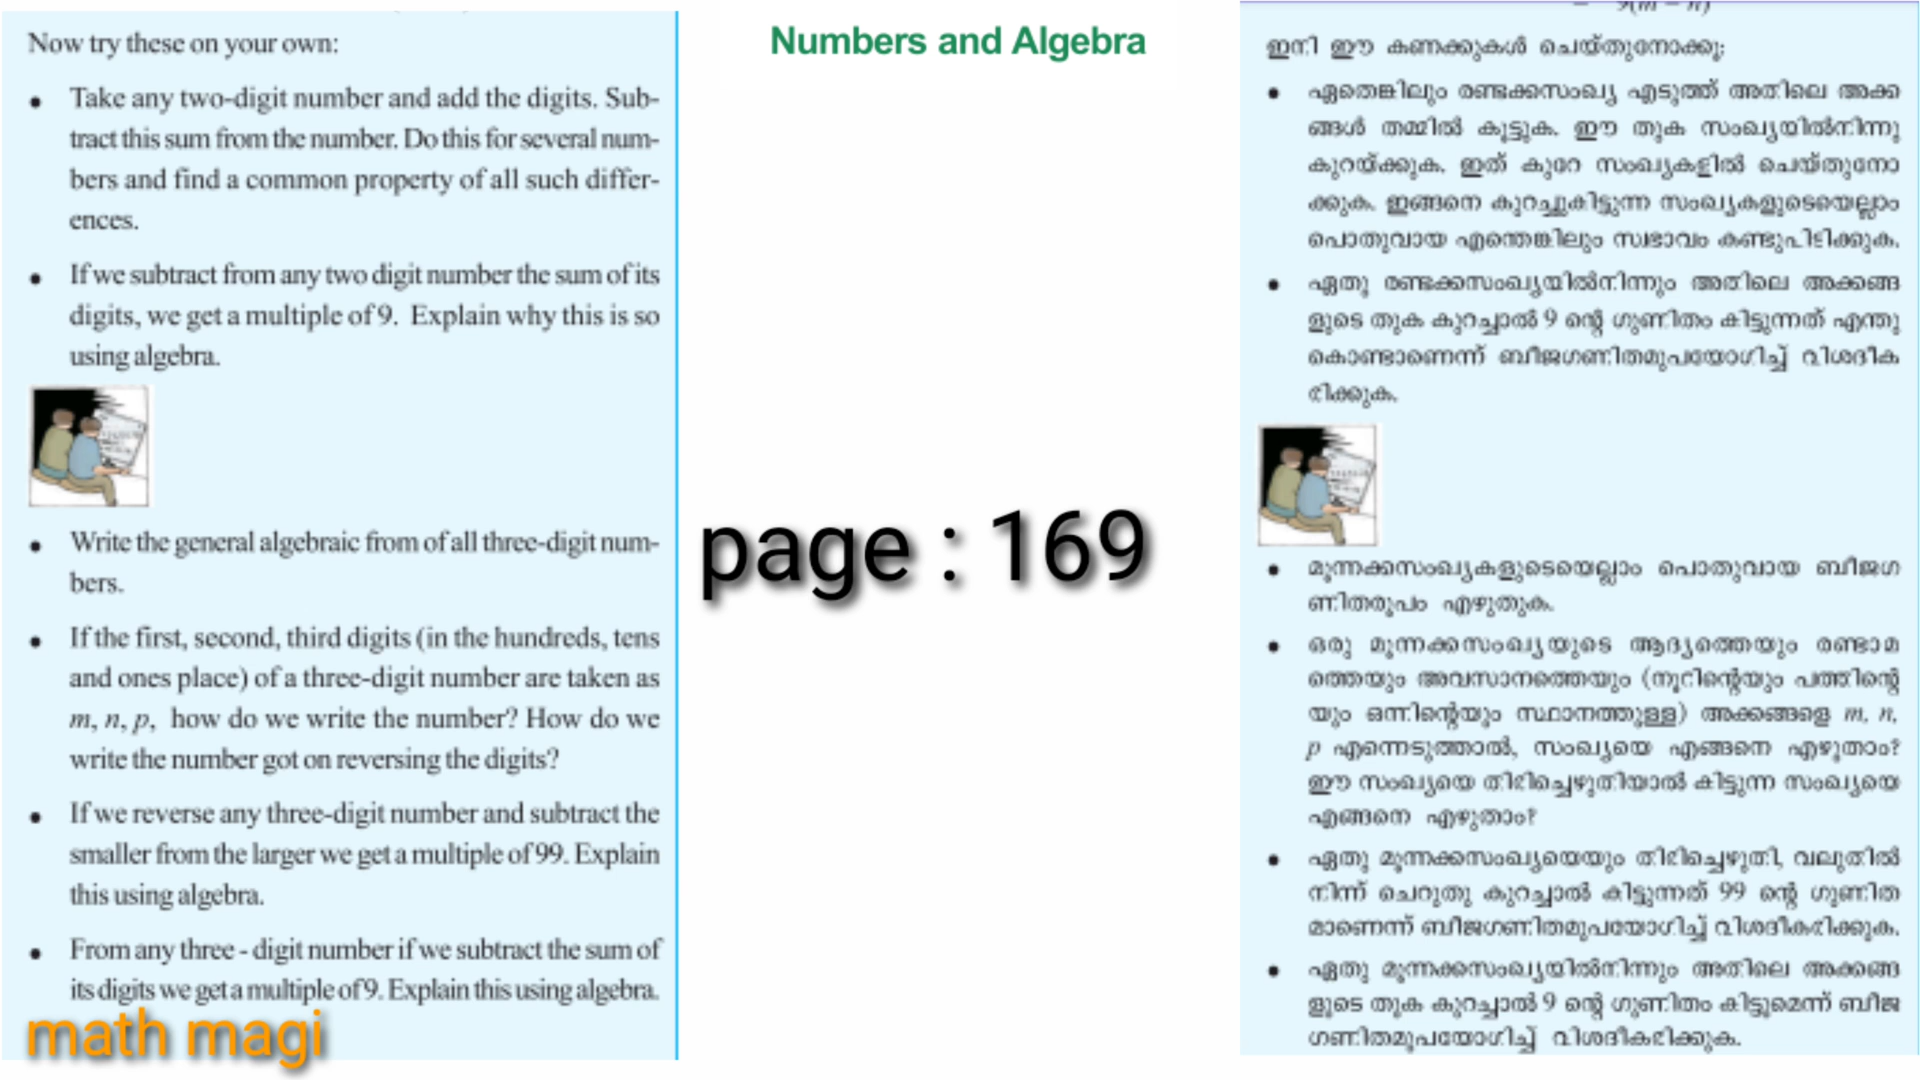 Now try these on your own:
• Take any two-digit number and add the digits. Sub-
tract this sum from the number. Do this for several num-
bers and find a common property of all such differ-
ences.
• If we subtract from any two digit number the sum of its
digits, we get a multiple of 9. Explain why this is so
using algebra.
• Write the general algebraic from of all three-digit num-
bers.
• If the first, second, third digits (in the hundreds, tens
and ones place) of a three-digit number are taken as
m, n, p, how do we write the number? How do we
write the number got on reversing the digits?
• If we reverse any three-digit number and subtract the
smaller from the larger we get a multiple of 99. Explain
this using algebra.
• From any three - digit number if we subtract the sum of
its digits we get a multiple of 9. Explain this using algebra.
math magi
Numbers and Algebra
page : 169
= 9(m − n)
ഇനി ഈ കണക്കുകൾ ചെയ്തുനോക്കൂ:
• ഏതെങ്കിലും രണ്ടക്കസംഖ്യ എടുത്ത് അതിലെ അക്ക
ങ്ങൾ തമ്മിൽ കൂട്ടുക. ഈ തുക സംഖ്യയിൽനിന്നു
കുറയ്ക്കുക. ഇത് കുറേ സംഖ്യകളിൽ ചെയ്തുനോ
ക്കുക. ഇങ്ങനെ കുറച്ചുകിട്ടുന്ന സംഖ്യകളുടെയെല്ലാം
പൊതുവായ എന്തെങ്കിലും സ്വഭാവം കണ്ടുപിടിക്കുക.
• ഏതു രണ്ടക്കസംഖ്യയിൽനിന്നും അതിലെ അക്കങ്ങ
ളുടെ തുക കുറച്ചാൽ 9 ന്റെ ഗുണിതം കിട്ടുന്നത് എന്തു
കൊണ്ടാണെന്ന് ബീജഗണിതമുപയോഗിച്ച് വിശദീക
രിക്കുക.
• മൂന്നക്കസംഖ്യകളുടെയെല്ലാം പൊതുവായ ബീജഗ
ണിതരൂപം എഴുതുക.
• ഒരു മൂന്നക്കസംഖ്യയുടെ ആദ്യത്തെയും രണ്ടാമ
ത്തെയും അവസാനത്തെയും (നൂറിന്റെയും പത്തിന്റെ
യും ഒന്നിന്റെയും സ്ഥാനത്തുള്ള) അക്കങ്ങളെ m, n,
p എന്നെടുത്താൽ, സംഖ്യയെ എങ്ങനെ എഴുതാം?
ഈ സംഖ്യയെ തിരിച്ചെഴുതിയാൽ കിട്ടുന്ന സംഖ്യയെ
എങ്ങനെ എഴുതാം?
• ഏതു മൂന്നക്കസംഖ്യയെയും തിരിച്ചെഴുതി, വലുതിൽ
നിന്ന് ചെറുതു കുറച്ചാൽ കിട്ടുന്നത് 99 ന്റെ ഗുണിത
മാണെന്ന് ബീജഗണിതമുപയോഗിച്ച് വിശദീകരിക്കുക.
• ഏതു മൂന്നക്കസംഖ്യയിൽനിന്നും അതിലെ അക്കങ്ങ
ളുടെ തുക കുറച്ചാൽ 9 ന്റെ ഗുണിതം കിട്ടുമെന്ന് ബീജ
ഗണിതമുപയോഗിച്ച് വിശദീകരിക്കുക.